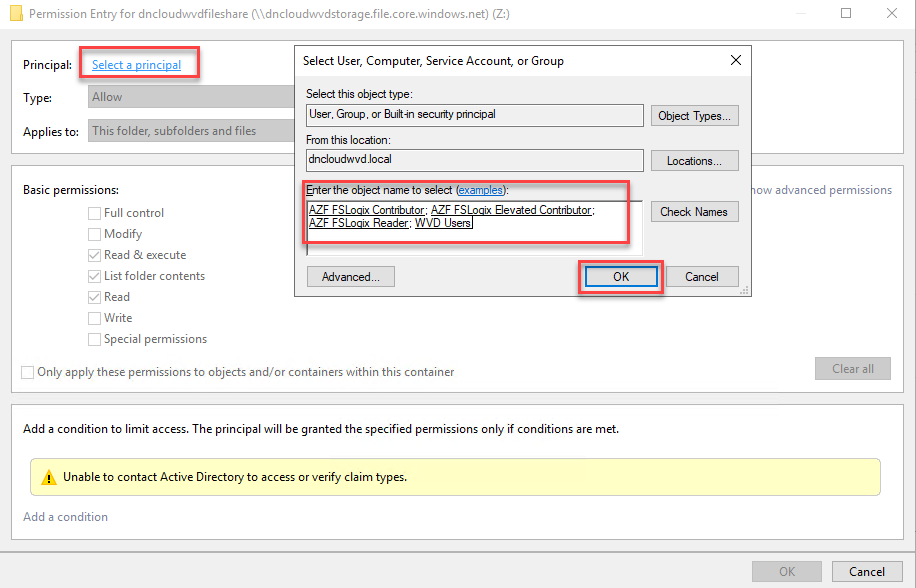 Permission Entry for dncloudwvdfileshare (\\dncloudwvdstorage.file.core.windows.net) (Z:)
Principal: Select a principal
Type: Allow
Applies to: This folder, subfolders and files
Select User, Computer, Service Account, or Group
Select this object type:
User, Group, or Built-in security principal Object Types...
From this location:
dncloudwvd.local Locations...
Enter the object name to select (examples):
AZF FSLogix Contributor; AZF FSLogix Elevated Contributor;
AZF FSLogix Reader; WVD Users Check Names
Advanced... OK Cancel
Basic permissions: advanced permissions
Full control
Modify
Read & execute
List folder contents
Read
Write
Special permissions
Only apply these permissions to objects and/or containers within this container Clear all
Add a condition to limit access. The principal will be granted the specified permissions only if conditions are met.
Unable to contact Active Directory to access or verify claim types.
Add a condition
OK Cancel